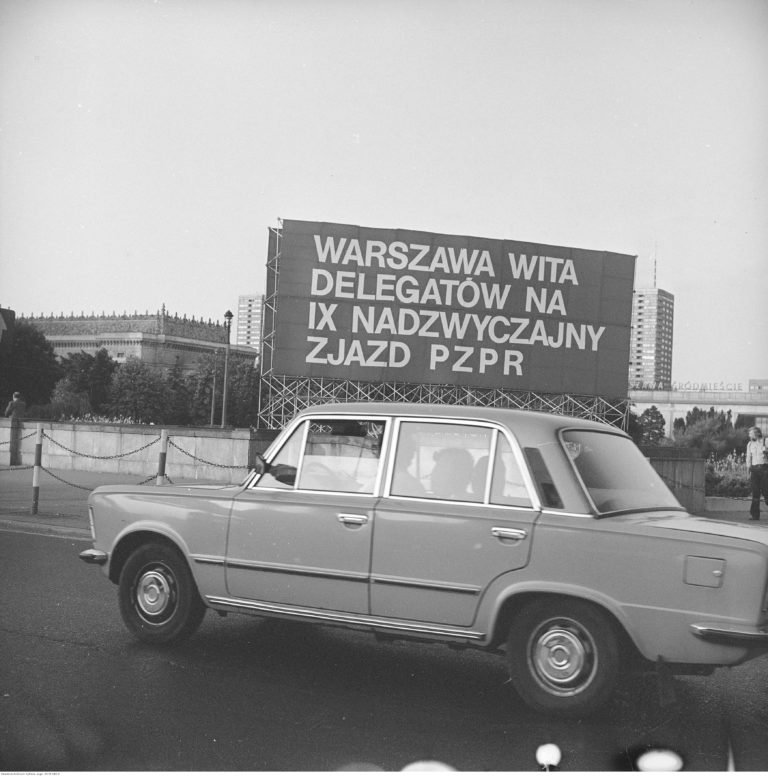 WARSZAWA WITA
DELEGATÓW NA
IX NADZWYCZAJNY
ZJAZD PZPR
ŚRÓDMIEŚCIE